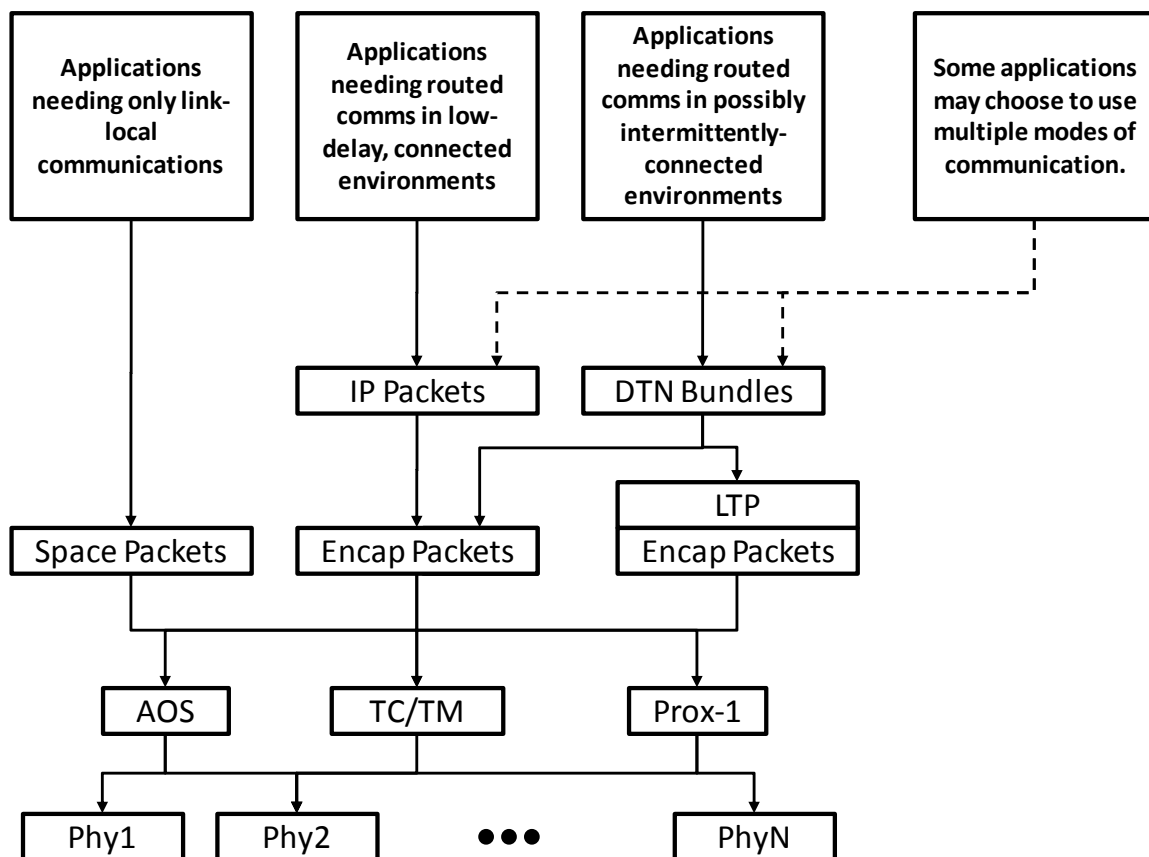 Applications
needing only link-
local
communications
Applications
needing routed
comms in low-
delay, connected
environments
Applications
needing routed
comms in possibly
intermittently-
connected
environments
Some applications
may choose to use
multiple modes of
communication.
IP Packets
DTN Bundles
LTP
Space Packets
Encap Packets
Encap Packets
AOS
TC/TM
Prox-1
Phy1
Phy2
PhyN